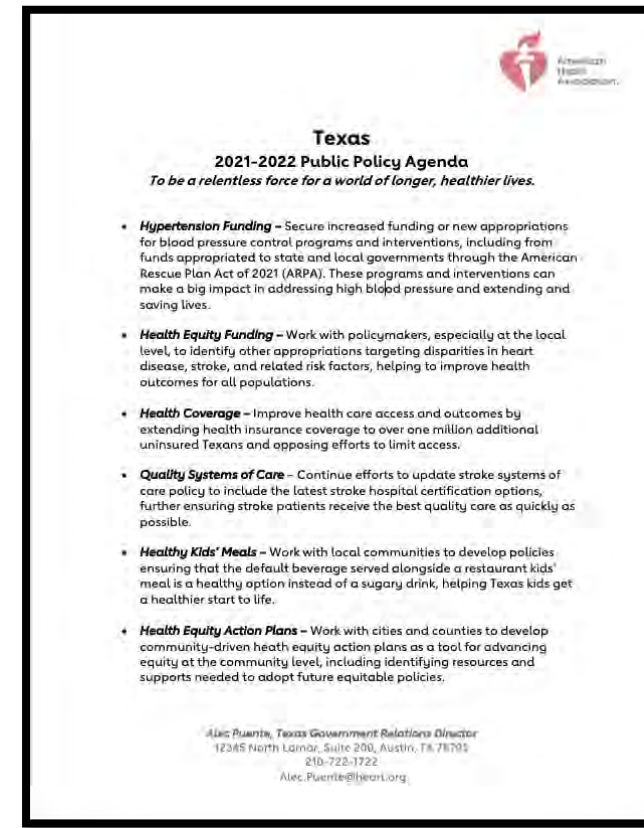 American
Heart
Association.
Texas
2021-2022 Public Policy Agenda
To be a relentless force for a world of longer, healthier lives.
• Hypertension Funding – Secure increased funding or new appropriations
for blood pressure control programs and interventions, including from
funds appropriated to state and local governments through the American
Rescue Plan Act of 2021 (ARPA). These programs and interventions can
make a big impact in addressing high blood pressure and extending and
saving lives.
• Health Equity Funding – Work with policymakers, especially at the local
level, to identify other appropriations targeting disparities in heart
disease, stroke, and related risk factors, helping to improve health
outcomes for all populations.
• Health Coverage – Improve health care access and outcomes by
extending health insurance coverage to over one million additional
uninsured Texans and opposing efforts to limit access.
• Quality Systems of Care – Continue efforts to update stroke systems of
care policy to include the latest stroke hospital certification options,
further ensuring stroke patients receive the best quality care as quickly as
possible.
• Healthy Kids' Meals – Work with local communities to develop policies
ensuring that the default beverage served alongside a restaurant kids'
meal is a healthy option instead of a sugary drink, helping Texas kids get
a healthier start to life.
• Health Equity Action Plans – Work with cities and counties to develop
community-driven heath equity action plans as a tool for advancing
equity at the community level, including identifying resources and
supports needed to adopt future equitable policies.
Alec Puente, Texas Government Relations Director
12345 North Lamar, Suite 200, Austin, TX 78701
210-722-1722
Alec.Puente@heart.org